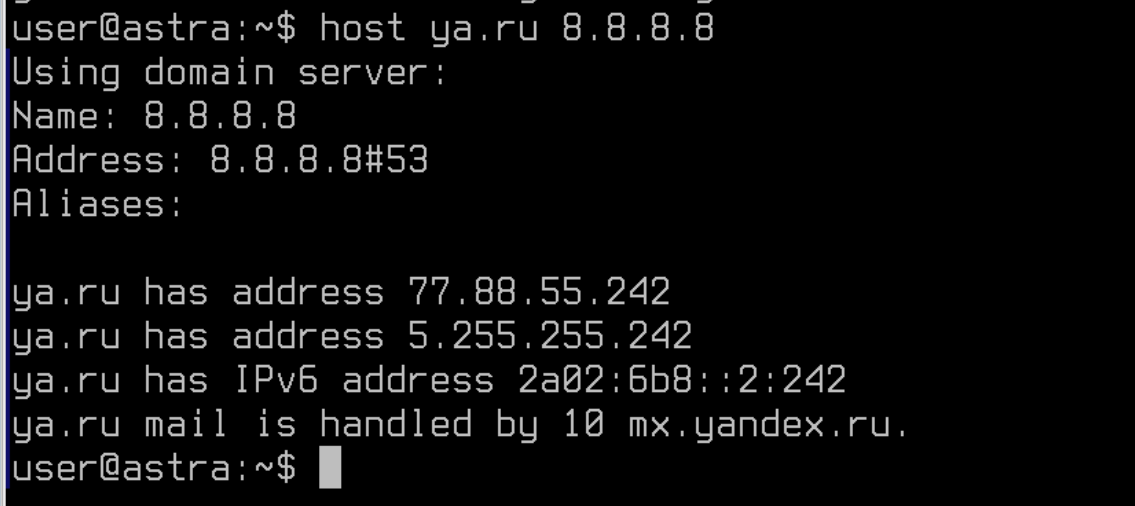 user@astra:~$ host ya.ru 8.8.8.8
Using domain server:
Name: 8.8.8.8
Address: 8.8.8.8#53
Aliases:

ya.ru has address 77.88.55.242
ya.ru has address 5.255.255.242
ya.ru has IPv6 address 2a02:6b8::2:242
ya.ru mail is handled by 10 mx.yandex.ru.
user@astra:~$